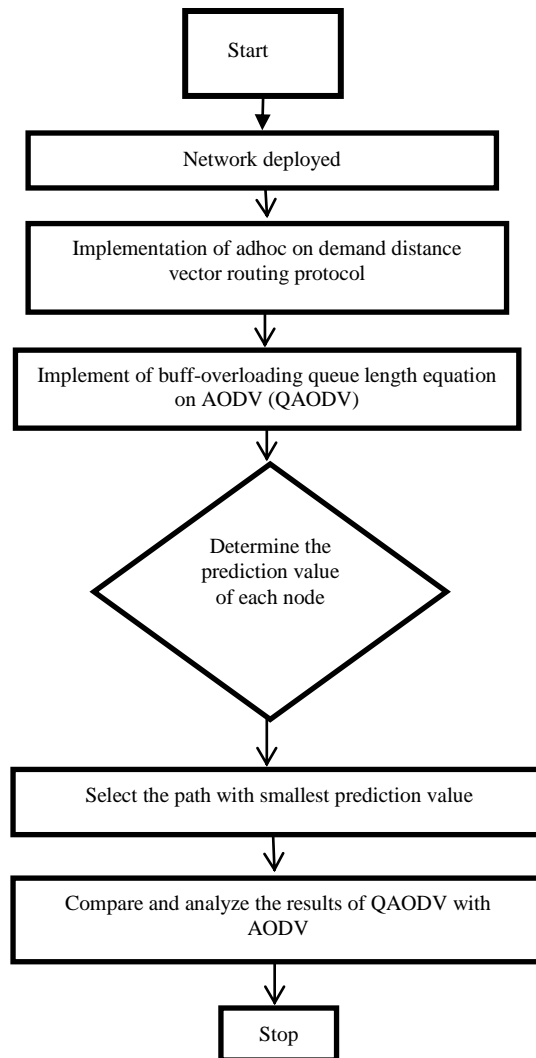 Start
Network deployed
Implementation of adhoc on demand distance
vector routing protocol
Implement of buff-overloading queue length equation
on AODV (QAODV)
Determine the
prediction value
of each node
Select the path with smallest prediction value
Compare and analyze the results of QAODV with
AODV
Stop